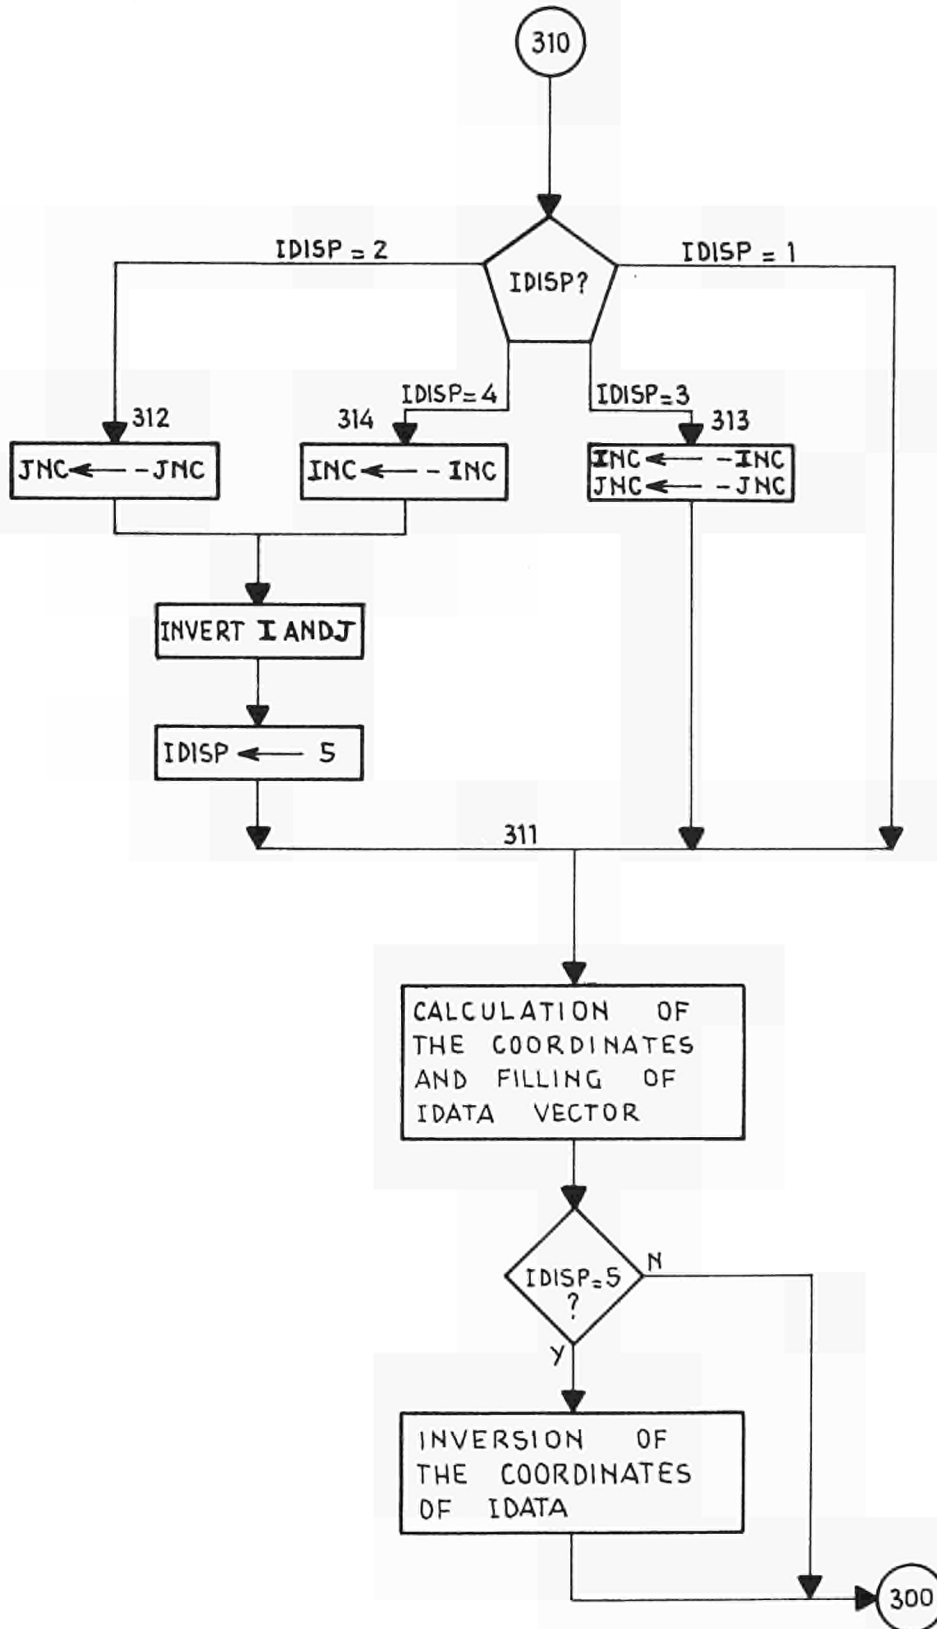 310
IDISP = 2
IDISP = 1
IDISP?
IDISP=4
IDISP=3
312
314
313
JNC ← -JNC
INC ← - INC
INC ← -INC
JNC ← -JNC
INVERT I AND J
IDISP ← 5
311
CALCULATION OF
THE COORDINATES
AND FILLING OF
IDATA VECTOR
IDISP=5
?
N
Y
INVERSION OF
THE COORDINATES
OF IDATA
300